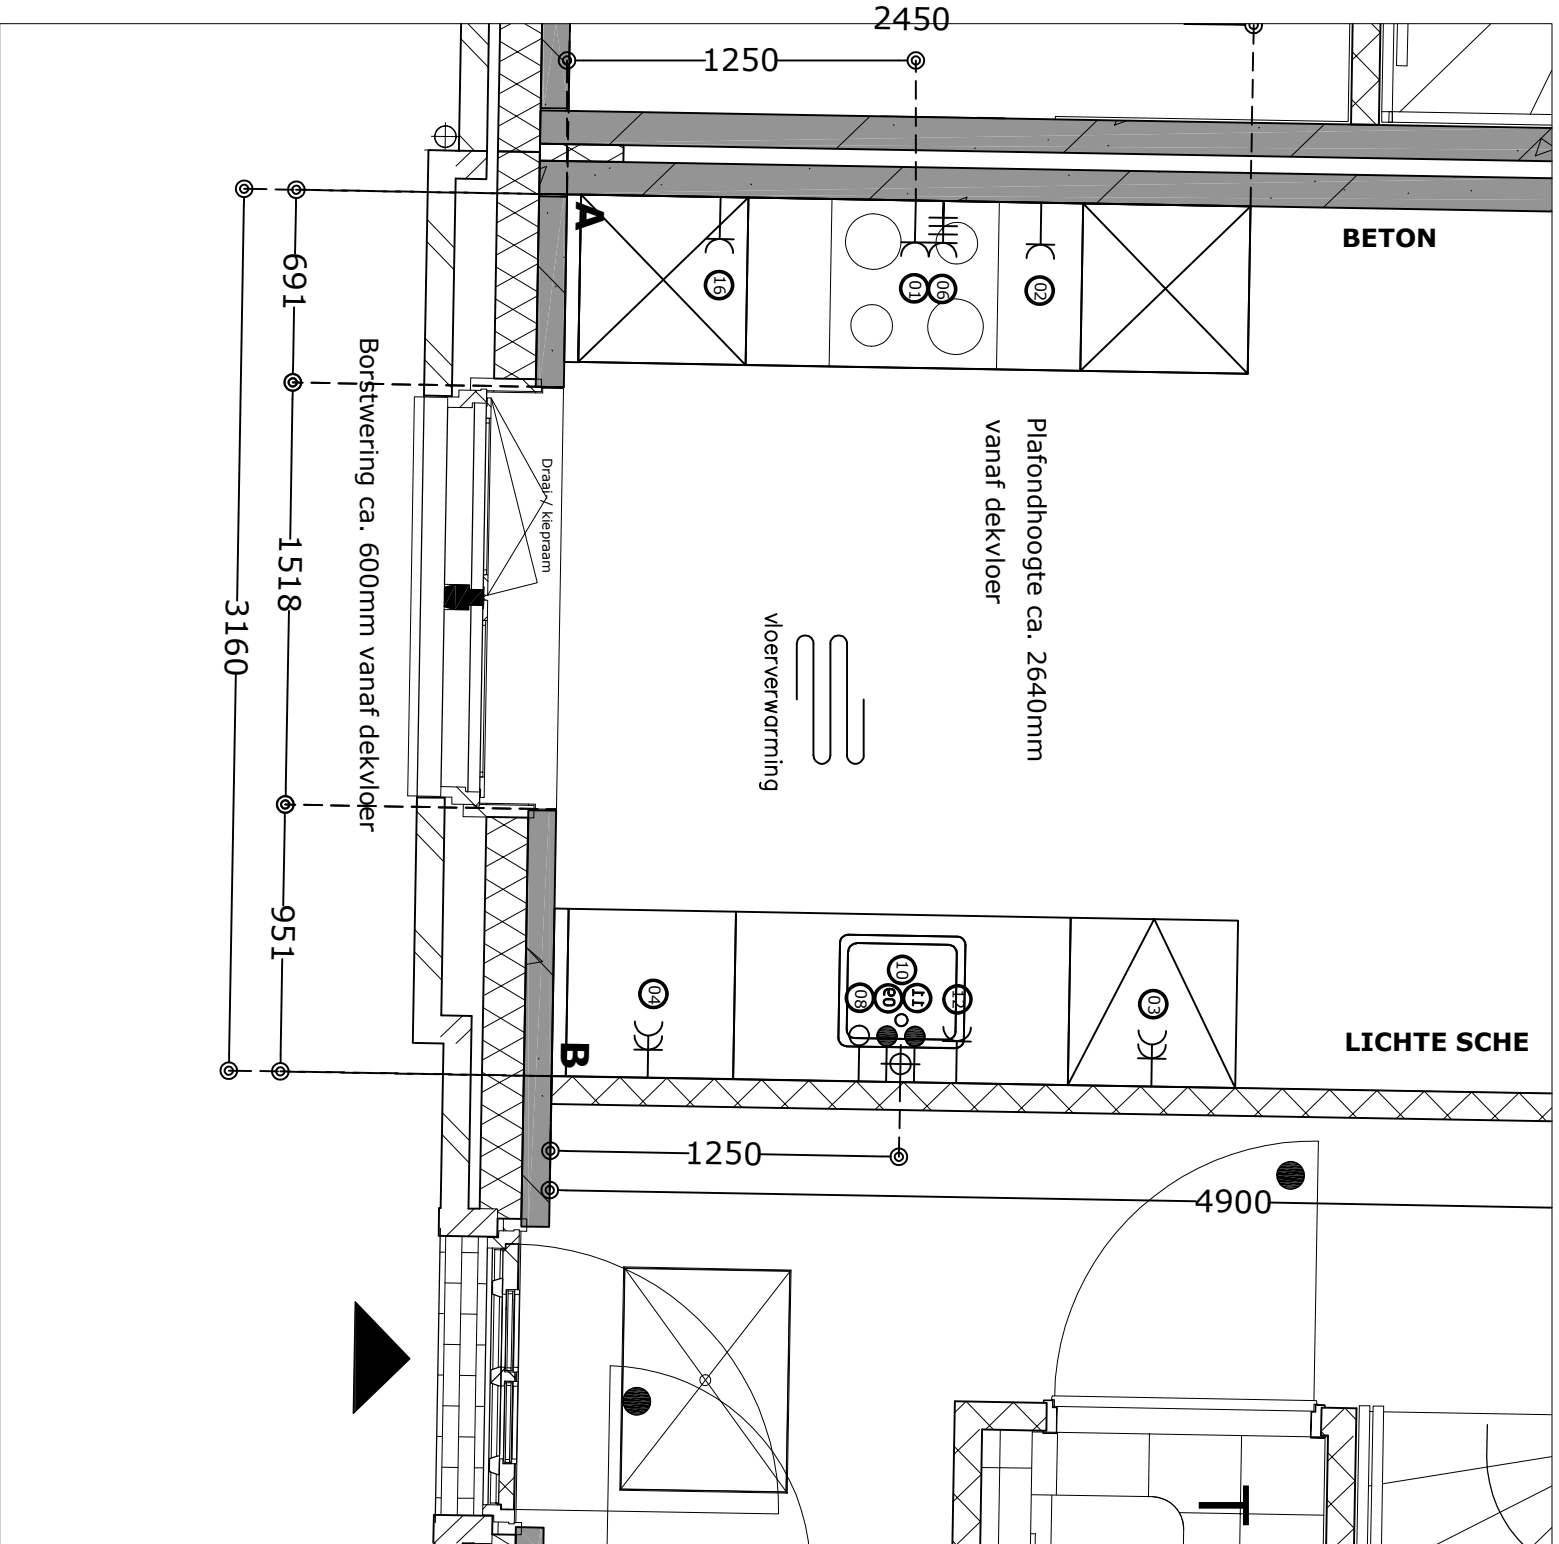 2450
1250
A
BETON
16
01
06
02
691
Borstwering ca. 600mm vanaf dekvloer
Draai-/ kiepraam
Plafondhoogte ca. 2640mm
vanaf dekvloer
1518
3160
vloerverwarming
951
10
04
08
09
11
12
03
B
LICHTE SCHE
1250
4900